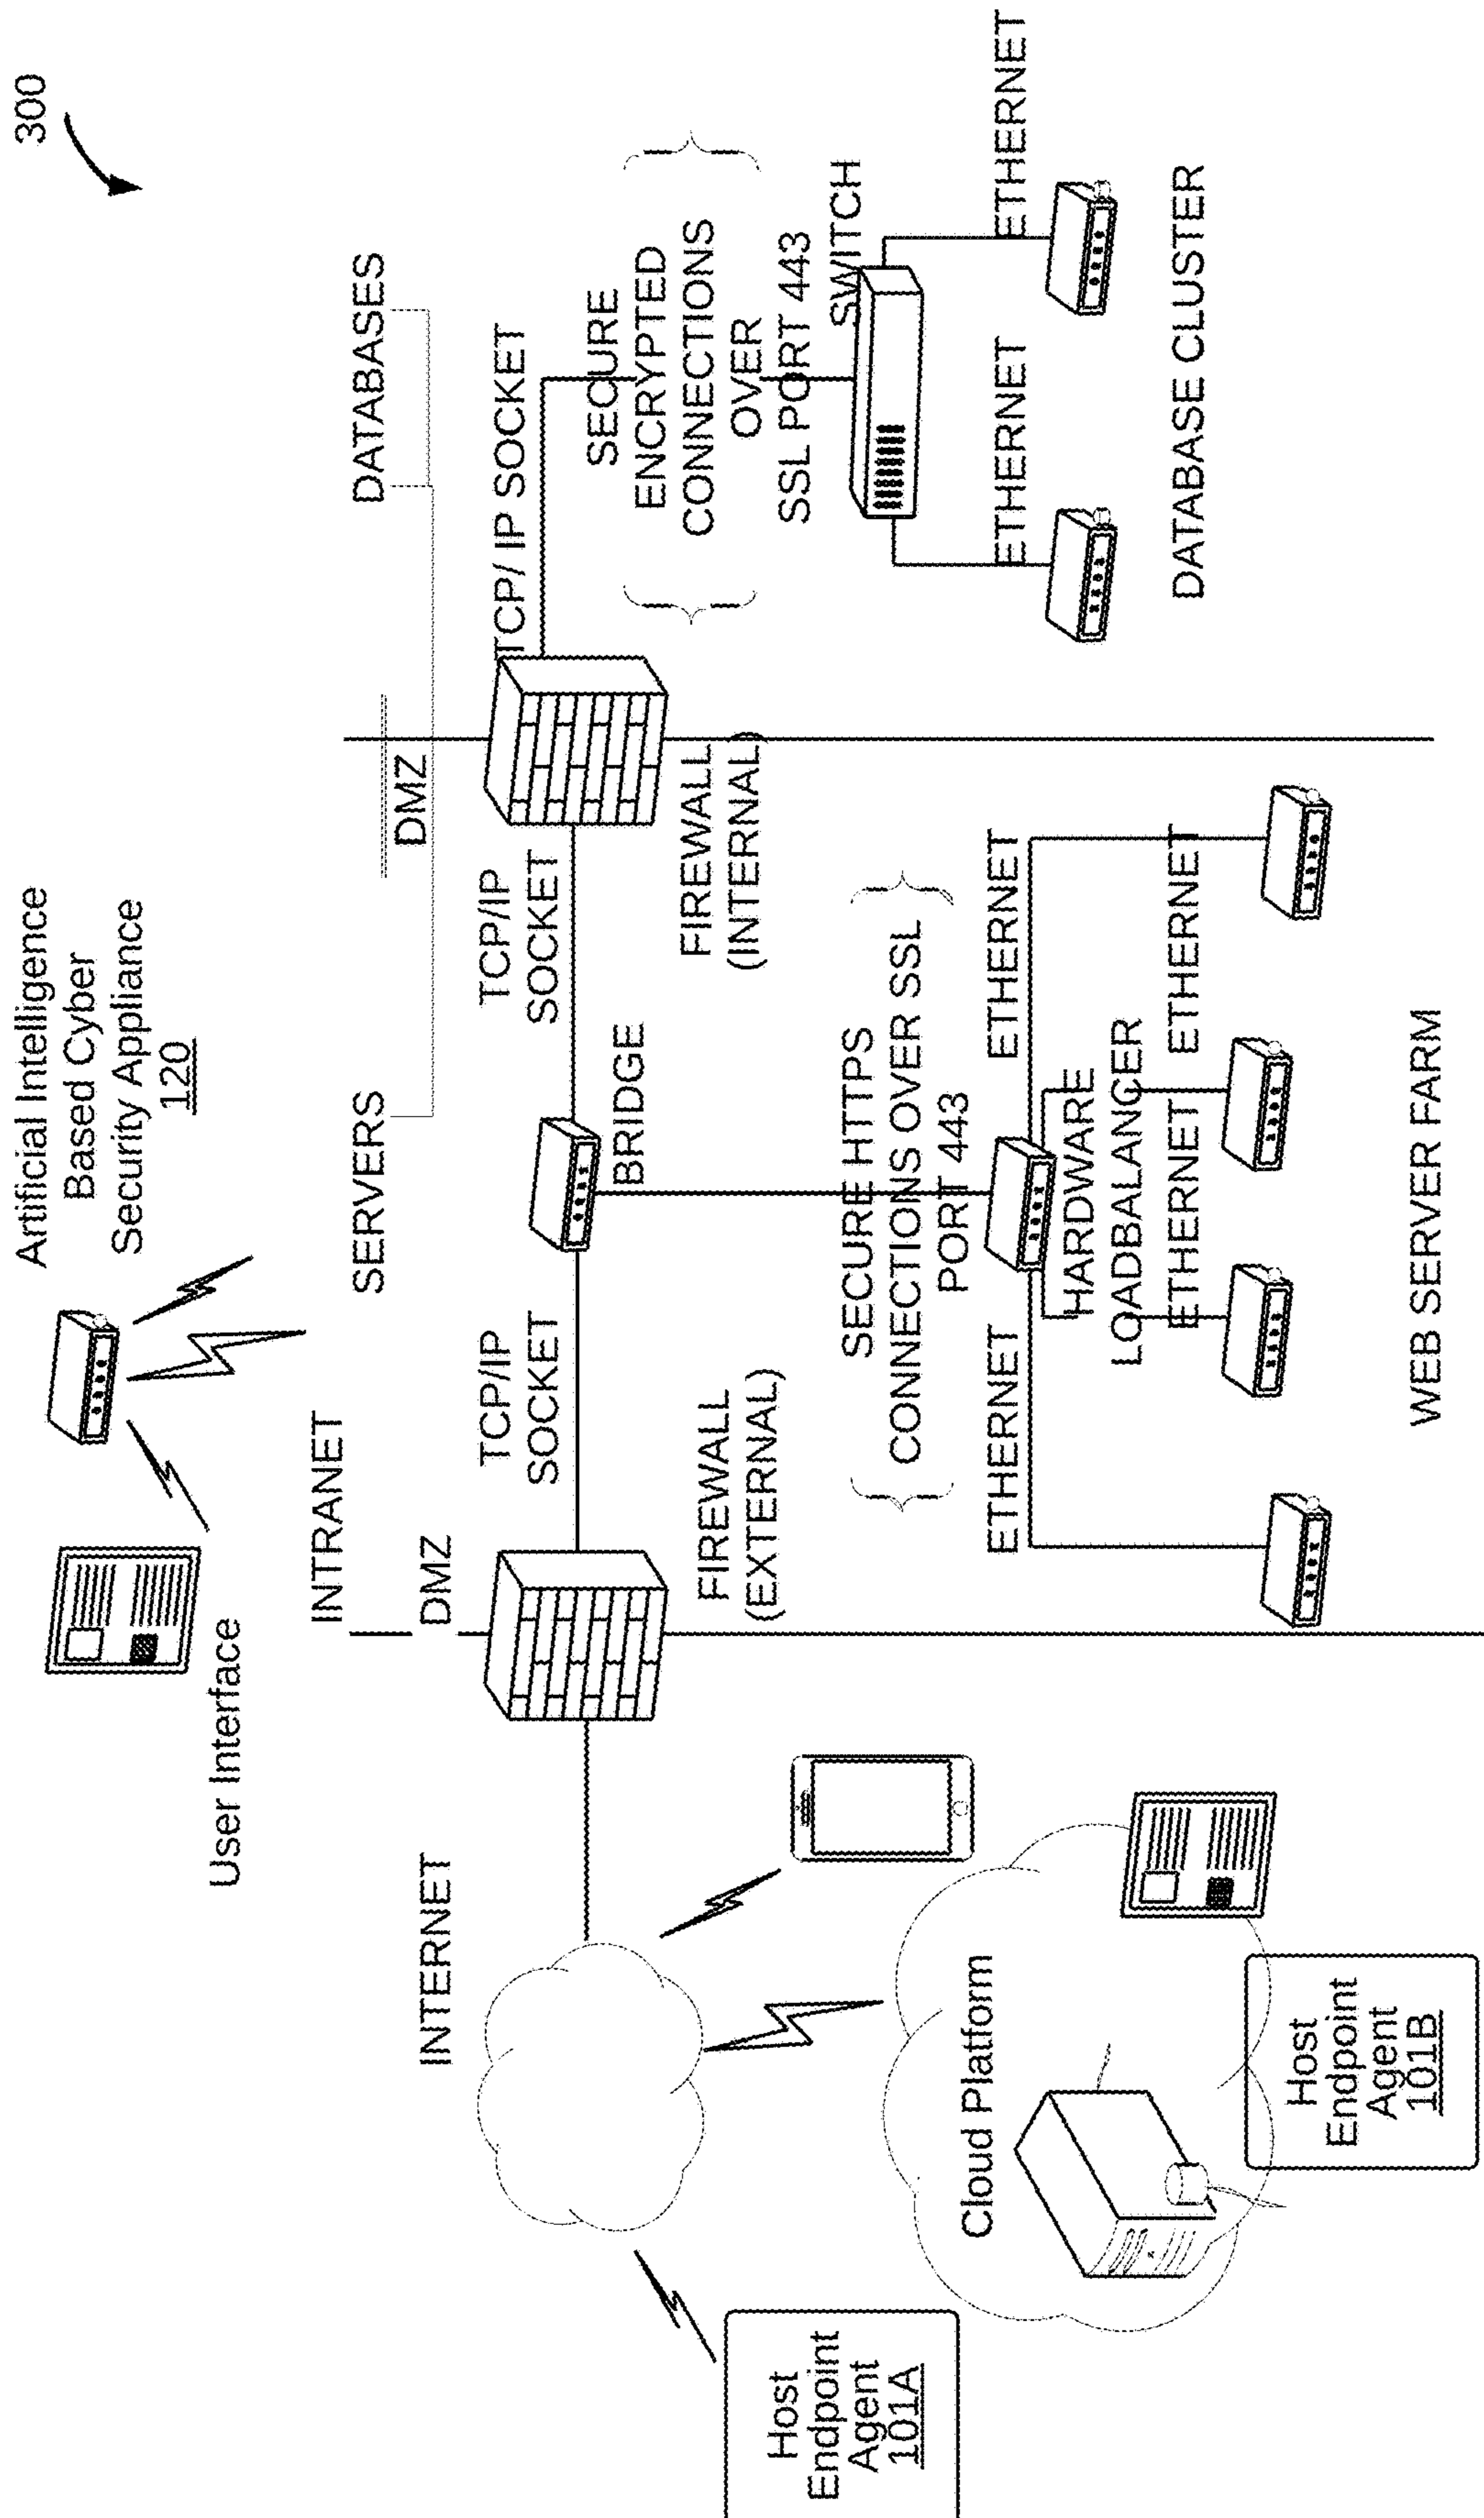 300
Artificial Intelligence
Based Cyber
Security Appliance
120
User Interface
INTRANET
SERVERS
DATABASES
DMZ
DMZ
INTERNET
TCP/IP
SOCKET
TCP/IP
SOCKET
TCP/ IP SOCKET
BRIDGE
FIREWALL
(EXTERNAL)
FIREWALL
(INTERNAL)
SECURE
ENCRYPTED
CONNECTIONS
OVER
SSL PORT 443
SWITCH
ETHERNET
ETHERNET
DATABASE CLUSTER
SECURE HTTPS
CONNECTIONS OVER SSL
PORT 443
ETHERNET
ETHERNET
HARDWARE
LOADBALANCER
ETHERNET
ETHERNET
WEB SERVER FARM
Cloud Platform
Host
Endpoint
Agent
101A
Host
Endpoint
Agent
101B